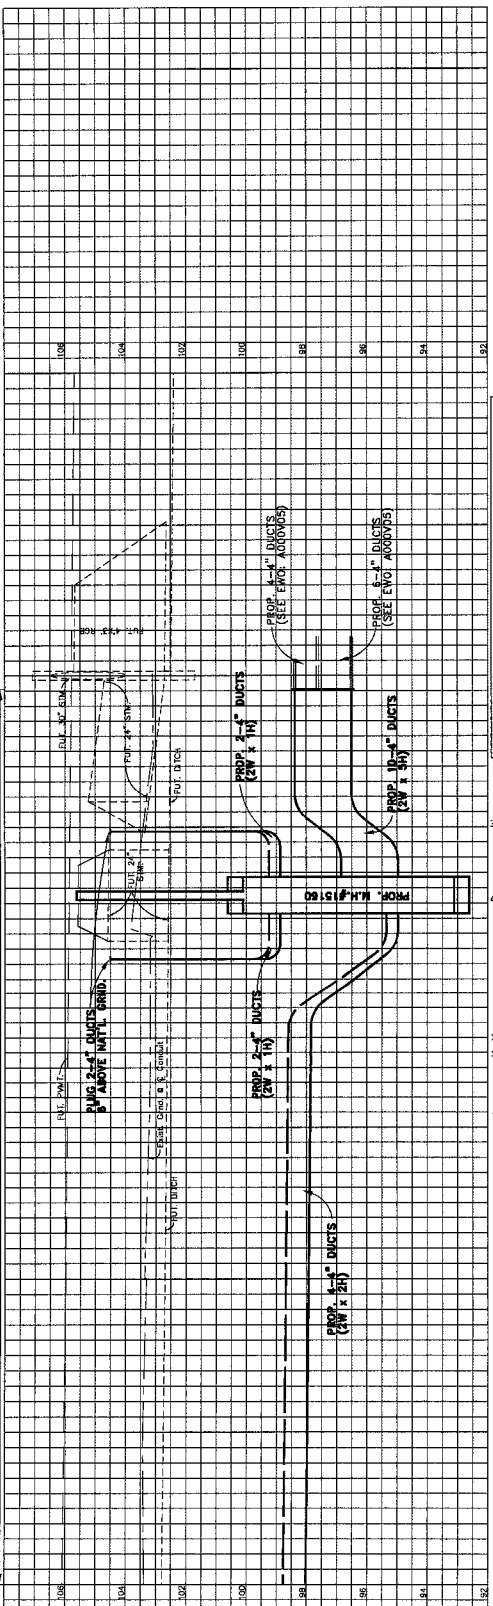 106
104
102
100
98
96
94
92
FUT. PVMT.
PLUG 2-4" DUCTS
6" ABOVE NAT'L. GRND.
Exist. Grnd. @ ℄ Conduit
FUT. DITCH
FUT. 24"
STM.
FUT. 30" STM.
FUT. 24" STM.
FUT. DITCH
PROP. 2-4" DUCTS
(2W x 1H)
PROP. 2-4" DUCTS
(2W x 1H)
PROP. 4-4" DUCTS
(2W x 2H)
PROP. M.H.#15160
PROP. 10-4" DUCTS
(2W x 5H)
PROP. 4-4" DUCTS
(SEE EWO: A000V05)
PROP. 6-4" DUCTS
(SEE EWO: A000V05)
106
104
102
100
98
96
94
92